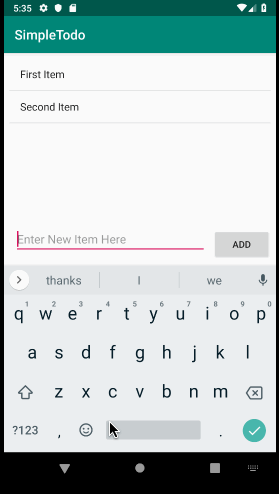 5:35
SimpleTodo
First Item
Second Item
Enter New Item Here
ADD
thanks I we
1 2 3 4 5 6 7 8 9 0
q w e r t y u i o p
a s d f g h j k l
z x c v b n m
?123 , .